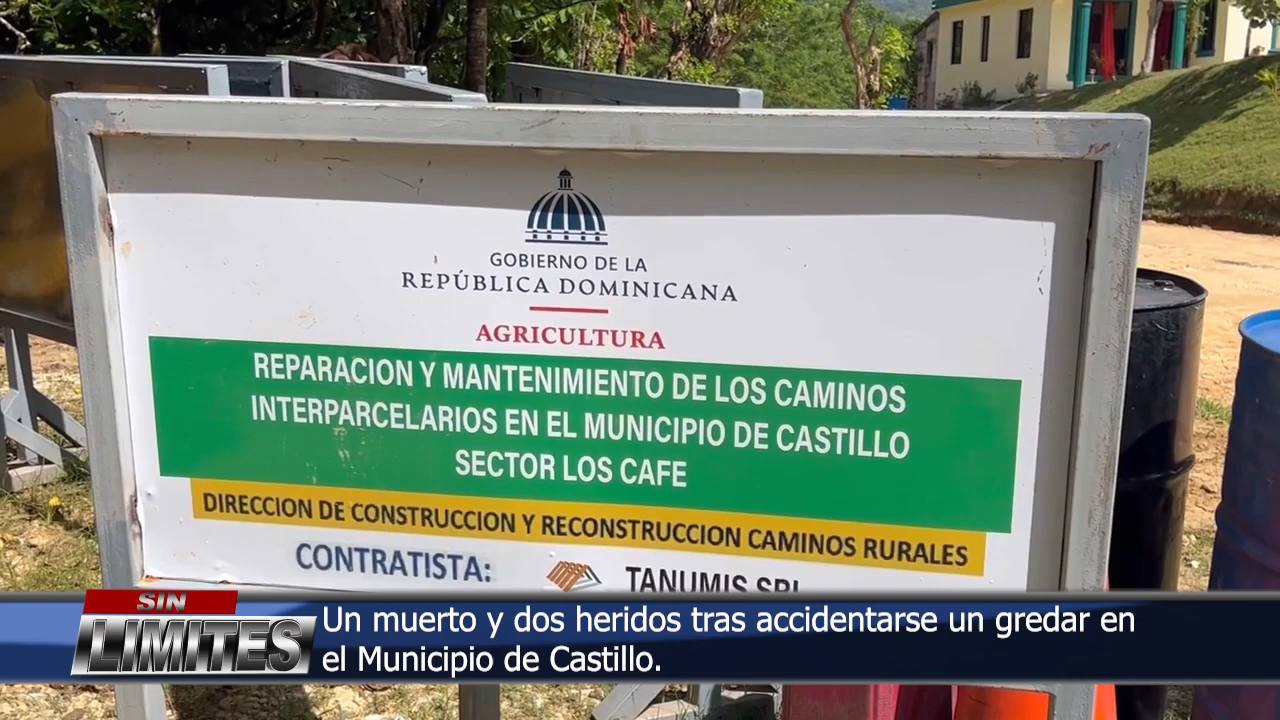 GOBIERNO DE LA
REPÚBLICA DOMINICANA
AGRICULTURA
REPARACION Y MANTENIMIENTO DE LOS CAMINOS
INTERPARCELARIOS EN EL MUNICIPIO DE CASTILLO
SECTOR LOS CAFE
DIRECCION DE CONSTRUCCION Y RECONSTRUCCION CAMINOS RURALES
CONTRATISTA: TANUMIS SRL
SIN
LIMITES
Un muerto y dos heridos tras accidentarse un gredar en
el Municipio de Castillo.